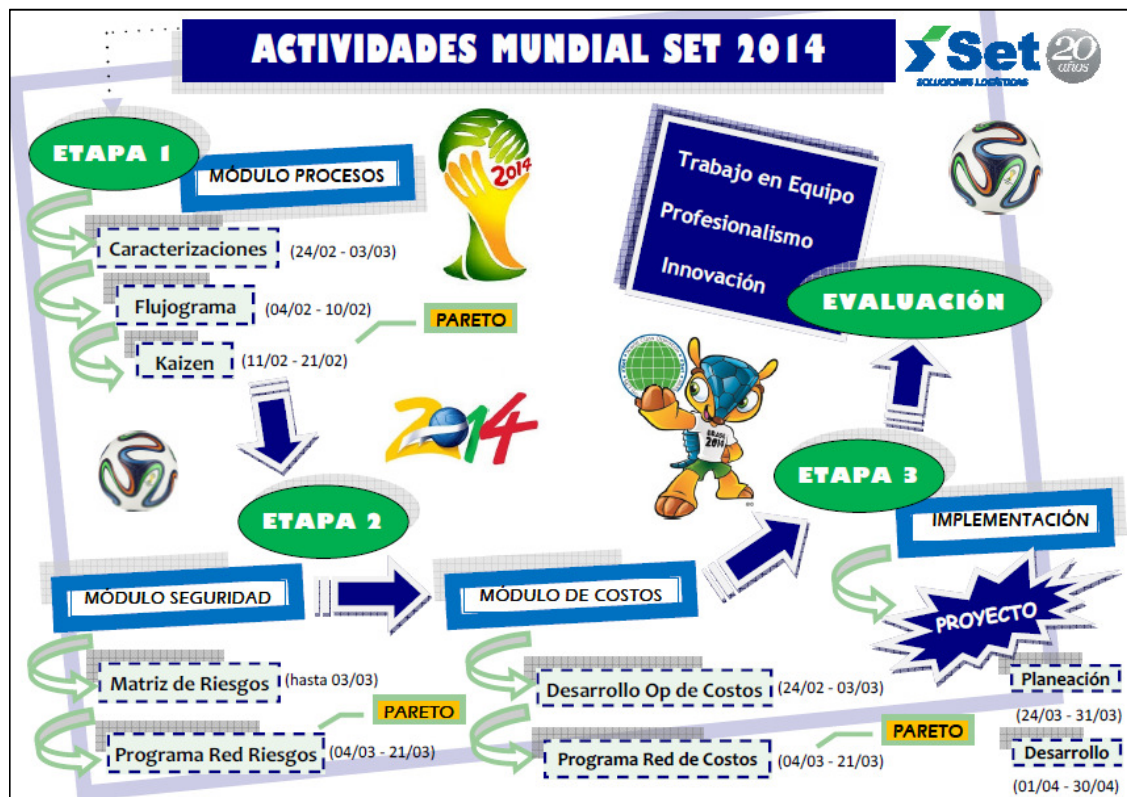 ACTIVIDADES MUNDIAL SET 2014
Set
20
años
SOLUCIONES LOGÍSTICAS
ETAPA 1
MÓDULO PROCESOS
Caracterizaciones (24/02 - 03/03)
Flujograma (04/02 - 10/02)
Kaizen (11/02 - 21/02)
PARETO
2014
Trabajo en Equipo
Profesionalismo
Innovación
EVALUACIÓN
2014
BRASIL
2014
ETAPA 2
MÓDULO SEGURIDAD
Matriz de Riesgos (hasta 03/03)
PARETO
Programa Red Riesgos (04/03 - 21/03)
MÓDULO DE COSTOS
Desarrollo Op de Costos (24/02 - 03/03)
PARETO
Programa Red de Costos (04/03 - 21/03)
ETAPA 3
IMPLEMENTACIÓN
PROYECTO
Planeación
(24/03 - 31/03)
Desarrollo
(01/04 - 30/04)